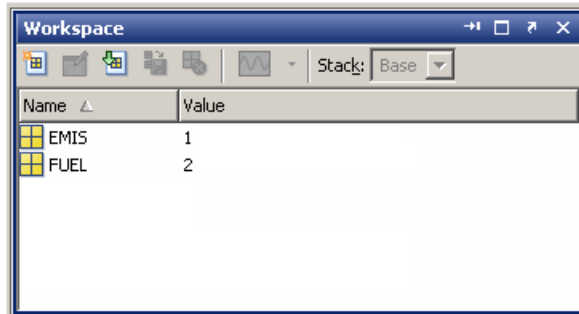 Workspace
Stack: Base
Name Value
EMIS 1
FUEL 2